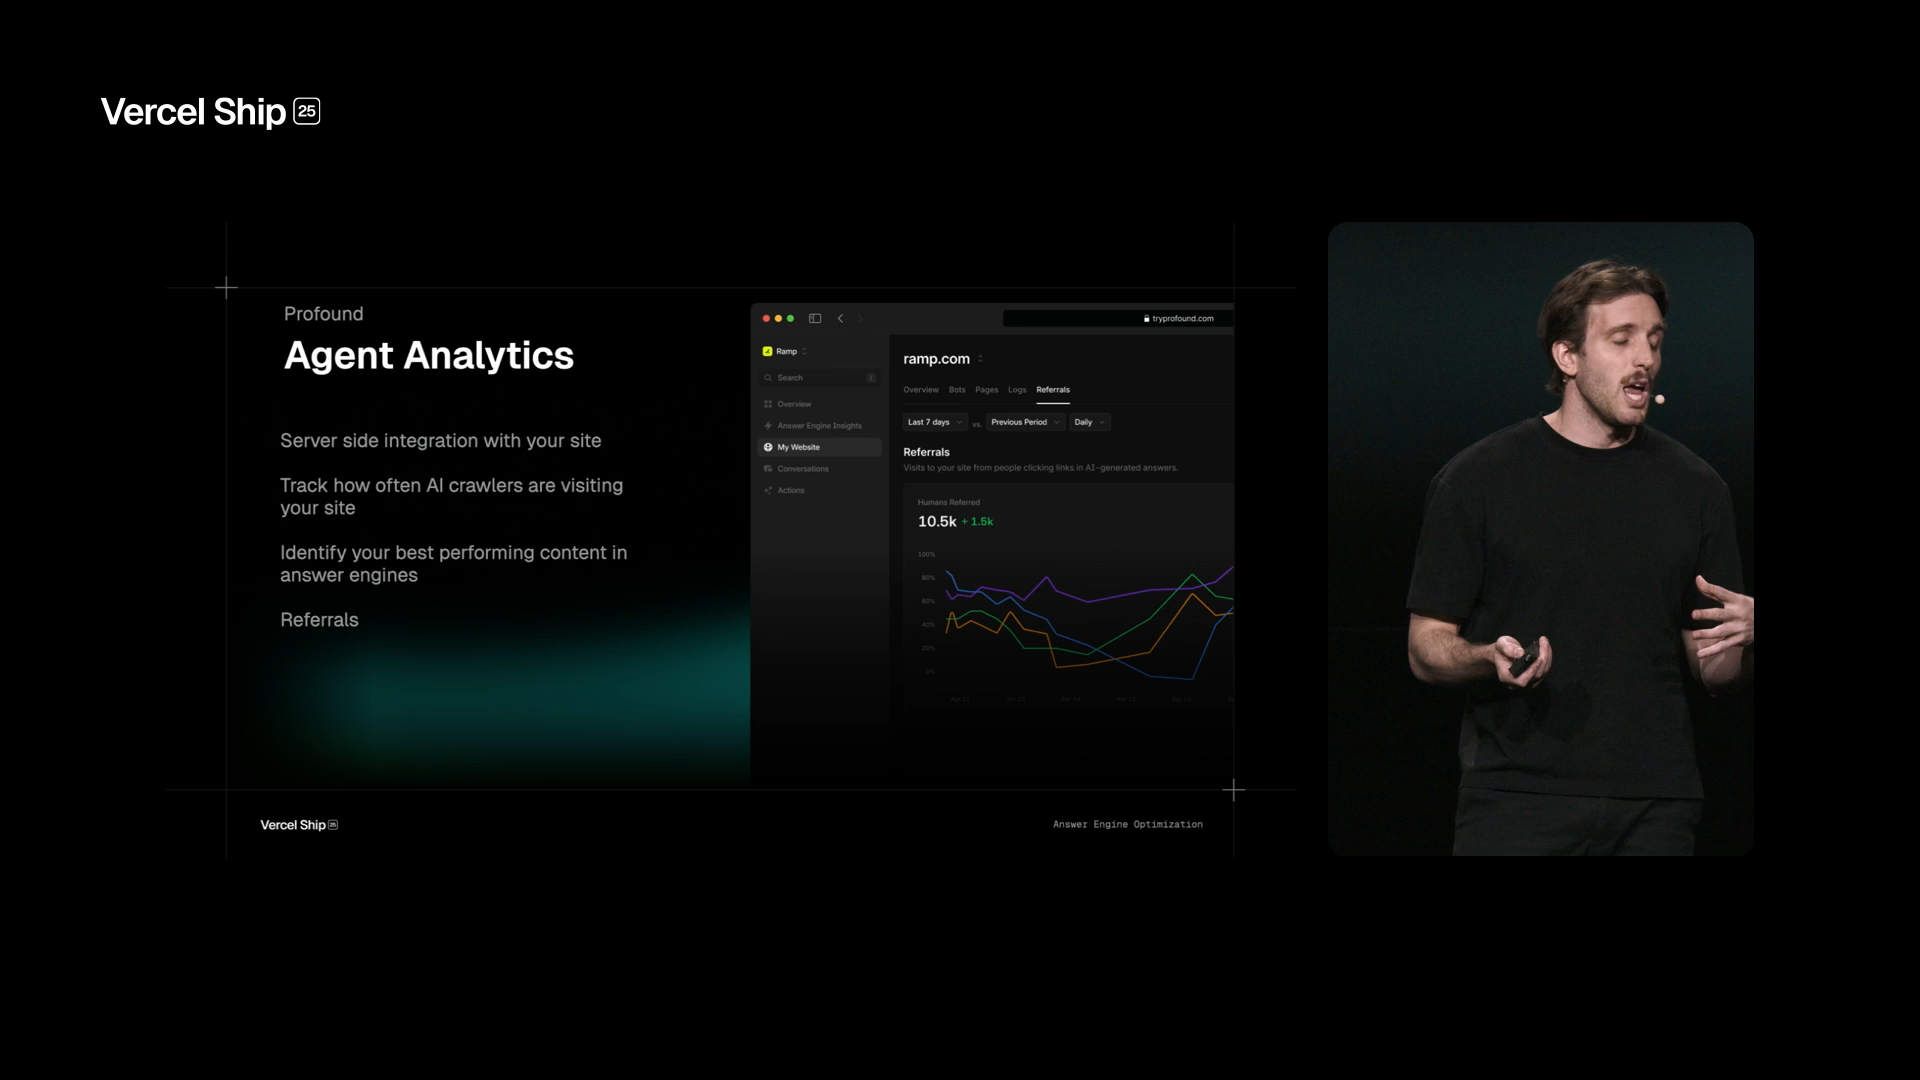 Vercel Ship 25
Profound
Agent Analytics
Server side integration with your site
Track how often AI crawlers are visiting
your site
Identify your best performing content in
answer engines
Referrals
tryprofound.com
Ramp
Search
/
Overview
Answer Engine Insights
My Website
Conversations
Actions
ramp.com
Overview Bots Pages Logs Referrals
Last 7 days vs. Previous Period Daily
Referrals
Visits to your site from people clicking links in AI-generated answers.
Humans Referred
10.5k + 1.5k
100%
80%
60%
40%
20%
0%
Vercel Ship 25
Answer Engine Optimization